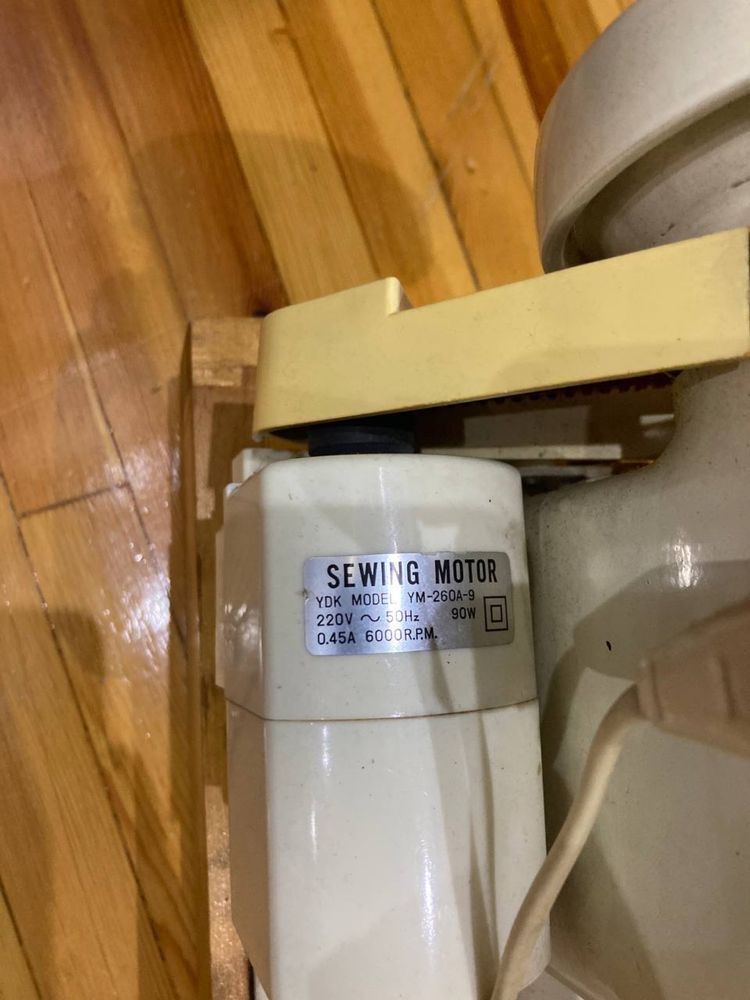 SEWING MOTOR
YDK MODEL YM-260A-9
220V ~ 50Hz 90W
0.45A 6000R.P.M.